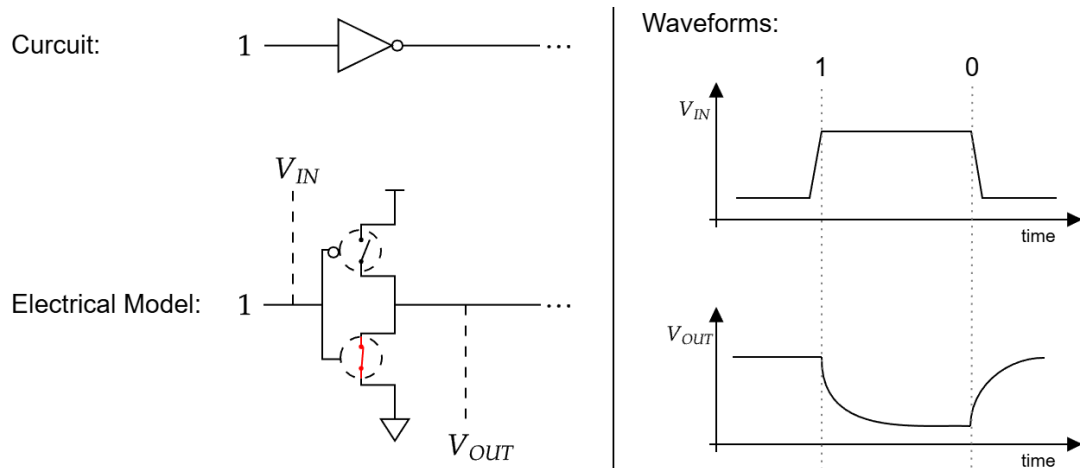 Curcuit:
1
...
V_IN
Electrical Model:
1
...
V_OUT
Waveforms:
1
0
V_IN
time
V_OUT
time